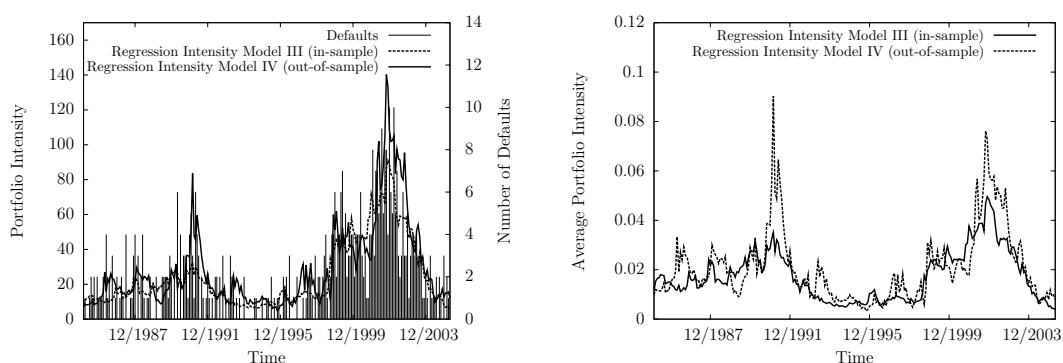 160
140
120
100
80
60
40
20
0
Portfolio Intensity
14
12
10
8
6
4
2
0
Number of Defaults
Defaults
Regression Intensity Model III (in-sample)
Regression Intensity Model IV (out-of-sample)
12/1987 12/1991 12/1995 12/1999 12/2003
Time
0.12
0.1
0.08
0.06
0.04
0.02
0
Average Portfolio Intensity
Regression Intensity Model III (in-sample)
Regression Intensity Model IV (out-of-sample)
12/1987 12/1991 12/1995 12/1999 12/2003
Time